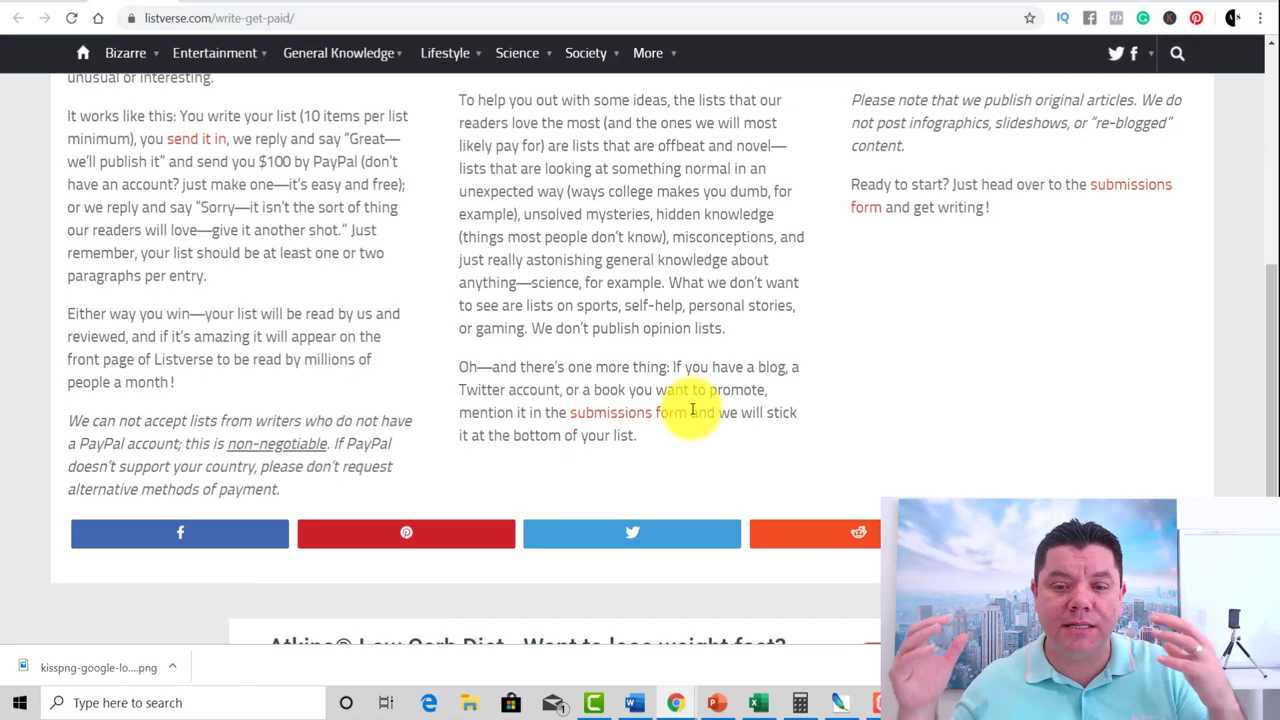 listverse.com/write-get-paid/
Bizarre
Entertainment
General Knowledge
Lifestyle
Science
Society
More
unusual or interesting.
It works like this: You write your list (10 items per list
minimum), you send it in, we reply and say “Great—
we’ll publish it” and send you $100 by PayPal (don’t
have an account? just make one—it’s easy and free);
or we reply and say “Sorry—it isn’t the sort of thing
our readers will love—give it another shot.” Just
remember, your list should be at least one or two
paragraphs per entry.
Either way you win—your list will be read by us and
reviewed, and if it’s amazing it will appear on the
front page of Listverse to be read by millions of
people a month!
We can not accept lists from writers who do not have
a PayPal account; this is non-negotiable. If PayPal
doesn’t support your country, please don’t request
alternative methods of payment.
To help you out with some ideas, the lists that our
readers love the most (and the ones we will most
likely pay for) are lists that are offbeat and novel—
lists that are looking at something normal in an
unexpected way (ways college makes you dumb, for
example), unsolved mysteries, hidden knowledge
(things most people don’t know), misconceptions, and
just really astonishing general knowledge about
anything—science, for example. What we don’t want
to see are lists on sports, self-help, personal stories,
or gaming. We don’t publish opinion lists.
Oh—and there’s one more thing: If you have a blog, a
Twitter account, or a book you want to promote,
mention it in the submissions form and we will stick
it at the bottom of your list.
Please note that we publish original articles. We do
not post infographics, slideshows, or “re-blogged”
content.
Ready to start? Just head over to the submissions
form and get writing!
Atkins® Low Carb Diet - Want to lose weight fast?
kisspng-google-lo....png
Type here to search